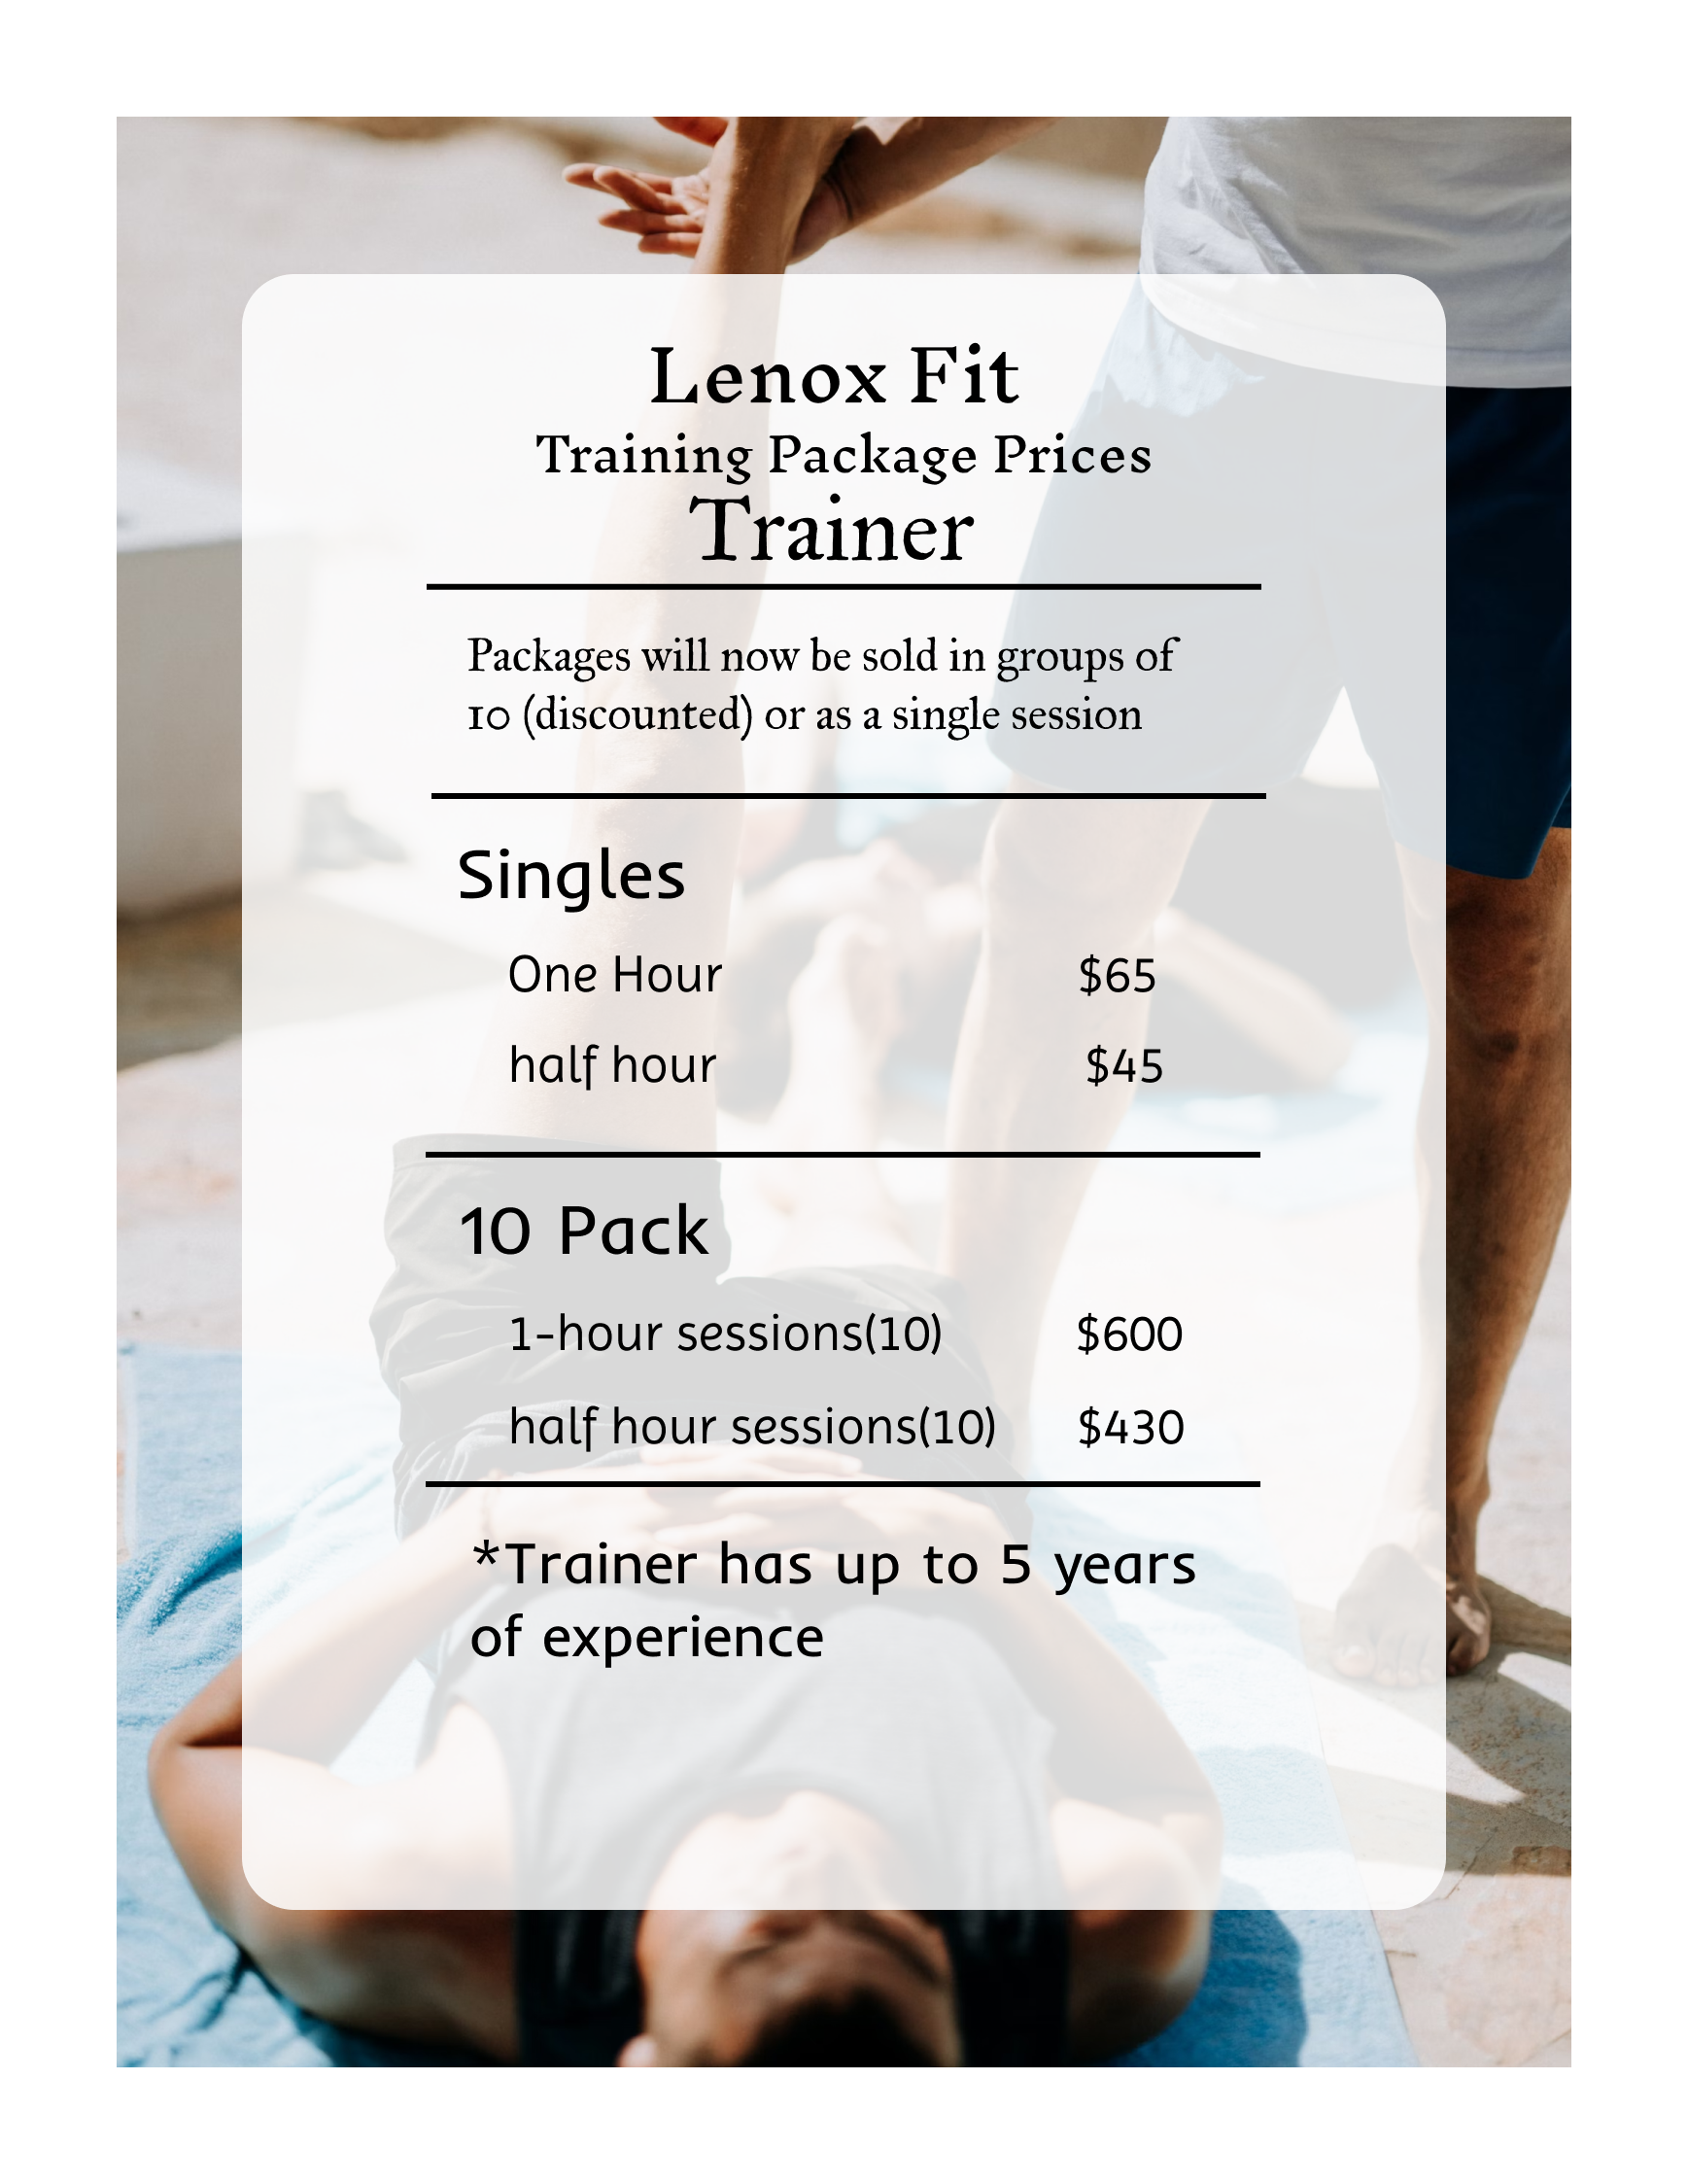 Lenox Fit
Training Package Prices
Trainer
Packages will now be sold in groups of
10 (discounted) or as a single session
Singles
One Hour $65
half hour $45
10 Pack
1-hour sessions(10) $600
half hour sessions(10) $430
*Trainer has up to 5 years
of experience